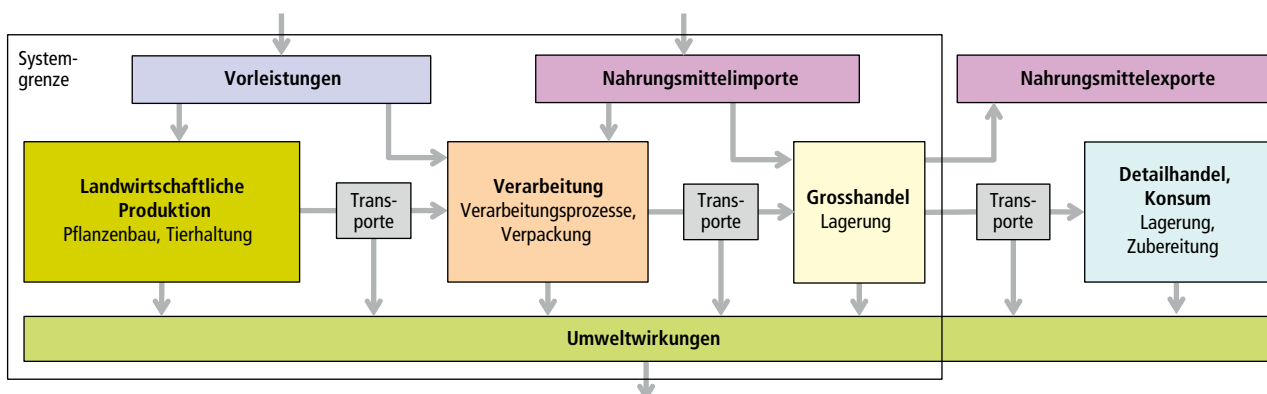 System-
grenze
Vorleistungen
Nahrungsmittelimporte
Nahrungsmittelexporte
Landwirtschaftliche
Produktion
Pflanzenbau, Tierhaltung
Trans-
porte
Verarbeitung
Verarbeitungsprozesse,
Verpackung
Trans-
porte
Grosshandel
Lagerung
Trans-
porte
Detailhandel,
Konsum
Lagerung,
Zubereitung
Umweltwirkungen